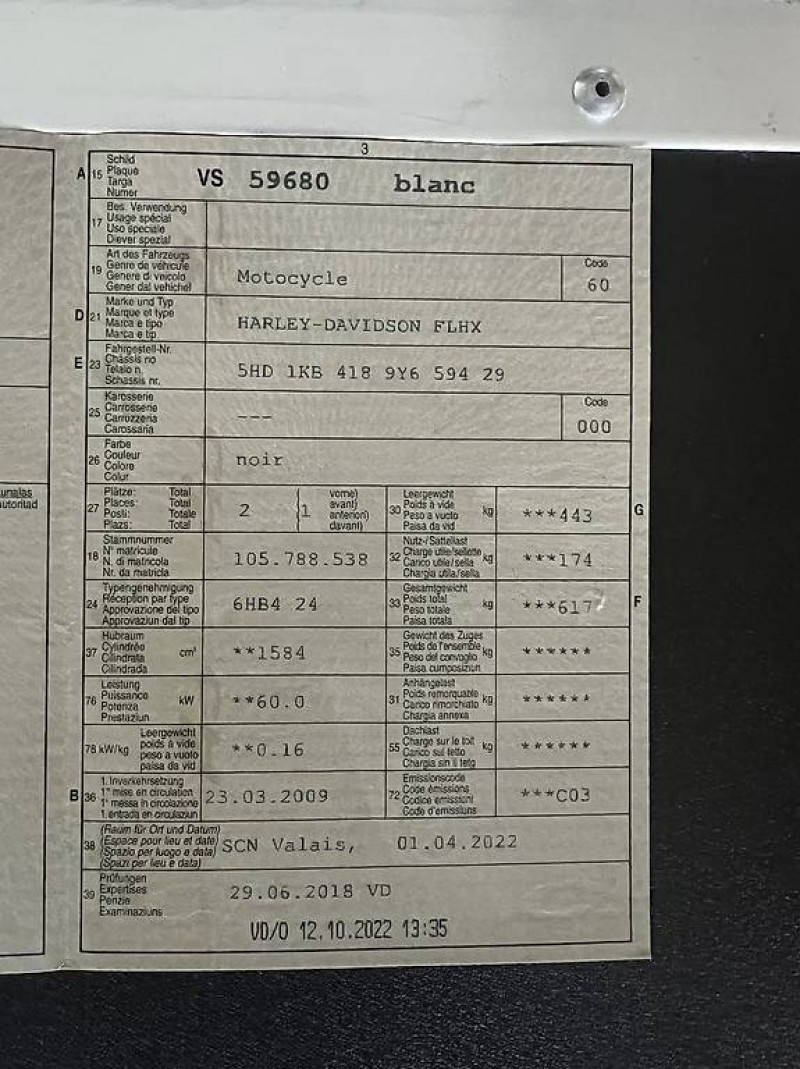 3
A 15 Schild
Plaque
Targa
Numer
VS 59680 blanc
17 Bes. Verwendung
Usage spécial
Uso speciale
Diever spezial
19 Art des Fahrzeugs
Genre de véhicule
Genere di veicolo
Gener dal vehichel
Motocycle
Code
60
D 21 Marke und Typ
Marque et type
Marca e tipo
Marca e tip
HARLEY-DAVIDSON FLHX
E 23 Fahrgestell-Nr.
Châssis no
Telaio n.
Schassis nr.
5HD 1KB 418 9Y6 594 29
25 Karosserie
Carrosserie
Carrozzeria
Carossaria
---
Code
000
26 Farbe
Couleur
Colore
Colur
noir
27 Plätze: Total
Places: Total
Posti: Totale
Plazs: Total
2 { 1 vorne)
avant)
anteriori)
davant)
30 Leergewicht
Poids à vide
Peso a vuoto
Paisa da vid
kg
***443
G
18 Stammnummer
N° matricule
N. di matricola
Nr. da matricla
105.788.538
32 Nutz-/Sattellast
Charge utile/sellette
Carico utile/sella
Chargia utila/sella
kg
***174
24 Typengenehmigung
Réception par type
Approvazione del tipo
Approvaziun dal tip
6HB4 24
33 Gesamtgewicht
Poids total
Peso totale
Paisa totala
kg
***617
F
37 Hubraum
Cylindrée
Cilindrata
Cilindrada
cm³
**1584
35 Gewicht des Zuges
Poids de l'ensemble
Peso del convoglio
Paisa cumposiziun
kg
******
76 Leistung
Puissance
Potenza
Prestaziun
kW
**60.0
31 Anhängelast
Poids remorquable
Carico rimorchiato
Chargia annexa
kg
******
78 kW/kg Leergewicht
poids à vide
peso a vuoto
paisa da vid
**0.16
55 Dachlast
Charge sur le toit
Carico sul tetto
Chargia sin il tetg
kg
******
B 36 1. Inverkehrsetzung
1re mise en circulation
1a messa in circolazione
1. entrada en circulaziun
23.03.2009
72 Emissionscode
Code émissions
Codice emissioni
Code d'emissiuns
***C03
38 (Raum für Ort und Datum)
(Espace pour lieu et date)
(Spazio per luogo e data)
(Spazi per lieu e data)
SCN Valais, 01.04.2022
39 Prüfungen
Expertises
Perizie
Examinaziuns
29.06.2018 VD
VD/0 12.10.2022 13:35